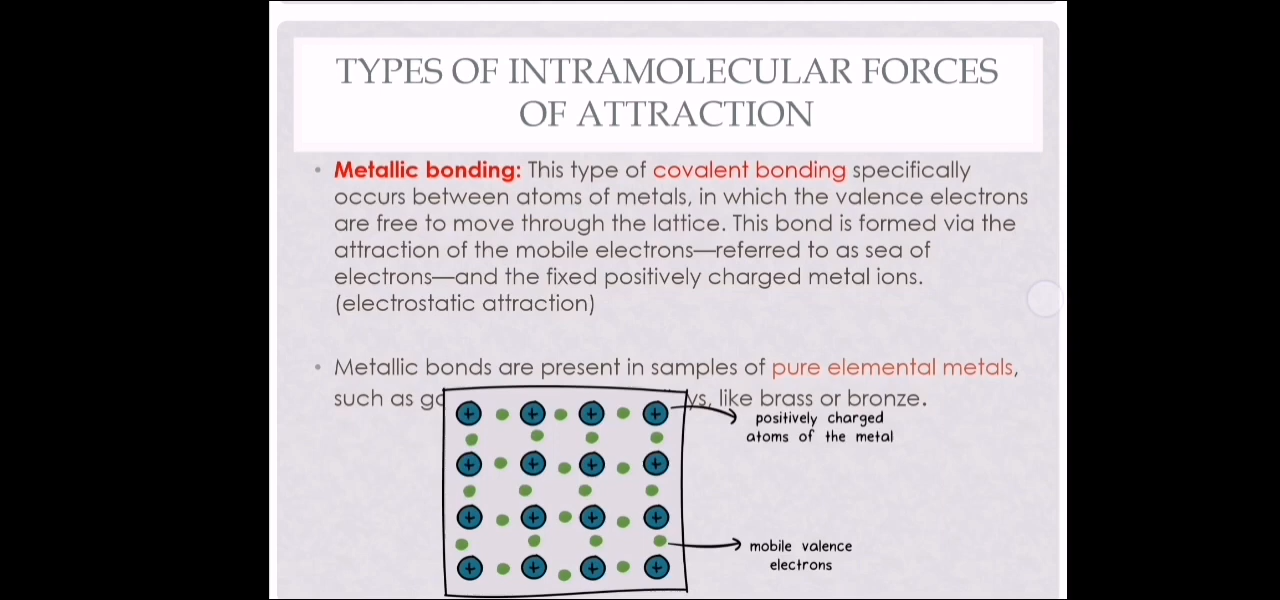 TYPES OF INTRAMOLECULAR FORCES
OF ATTRACTION
• Metallic bonding: This type of covalent bonding specifically
occurs between atoms of metals, in which the valence electrons
are free to move through the lattice. This bond is formed via the
attraction of the mobile electrons—referred to as sea of
electrons—and the fixed positively charged metal ions.
(electrostatic attraction)
• Metallic bonds are present in samples of pure elemental metals,
such as like brass or bronze.
+ + + +
positively charged
atoms of the metal
+ + + +
+ + + +
mobile valence
electrons
+ + + +